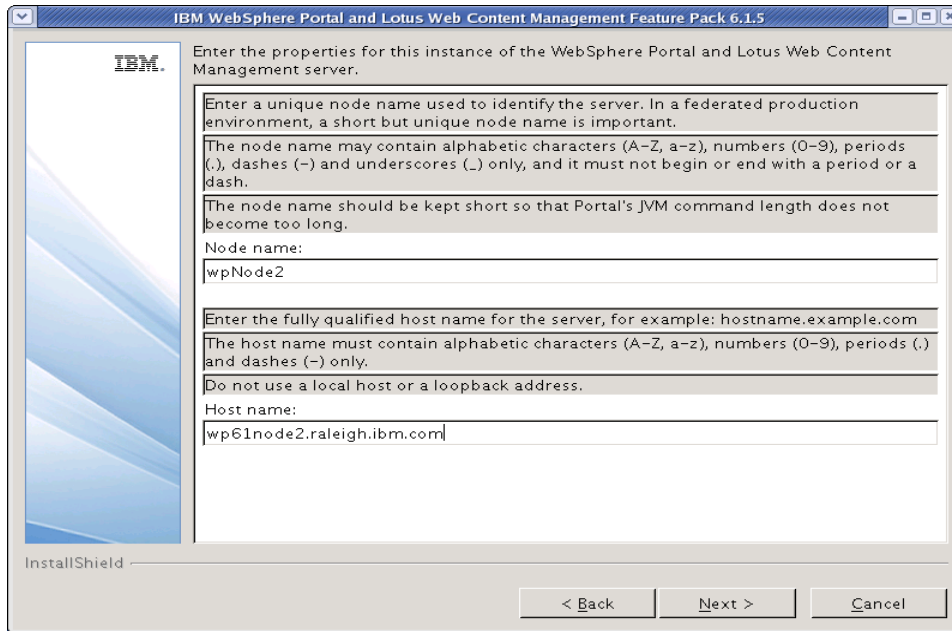 IBM WebSphere Portal and Lotus Web Content Management Feature Pack 6.1.5
IBM.
Enter the properties for this instance of the WebSphere Portal and Lotus Web Content
Management server.
Enter a unique node name used to identify the server. In a federated production
environment, a short but unique node name is important.
The node name may contain alphabetic characters (A-Z, a-z), numbers (0-9), periods
(.), dashes (-) and underscores (_) only, and it must not begin or end with a period or a
dash.
The node name should be kept short so that Portal's JVM command length does not
become too long.
Node name:
wpNode2
Enter the fully qualified host name for the server, for example: hostname.example.com
The host name must contain alphabetic characters (A-Z, a-z), numbers (0-9), periods (.)
and dashes (-) only.
Do not use a local host or a loopback address.
Host name:
wp61node2.raleigh.ibm.com
InstallShield
< Back
Next >
Cancel